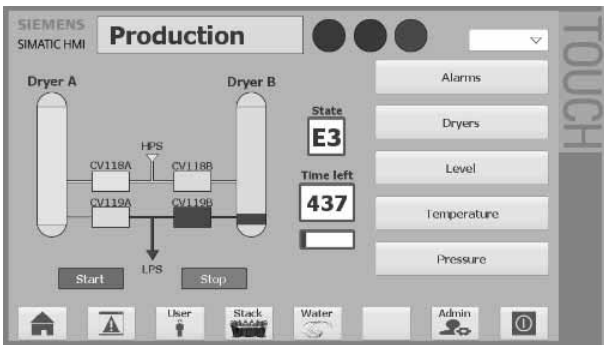 SIEMENS
SIMATIC HMI
Production
TOUCH
Dryer A
Dryer B
HPS
CV118A
CV118B
CV119A
CV119B
LPS
Start
Stop
State
E3
Time left
437
Alarms
Dryers
Level
Temperature
Pressure
User
Stack
Water
Admin